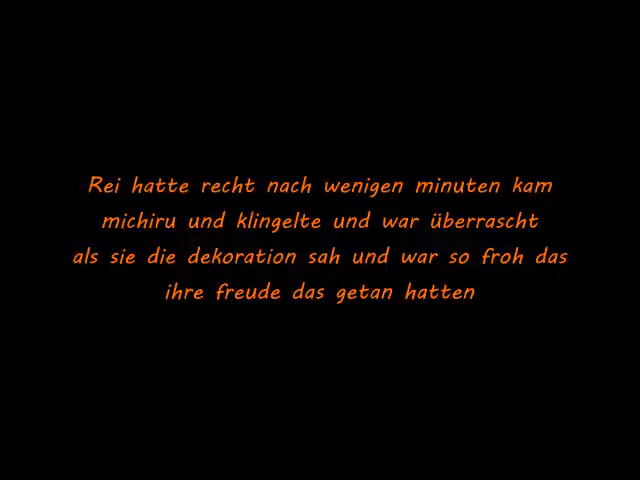 Rei hatte recht nach wenigen minuten kam
michiru und klingelte und war überrascht
als sie die dekoration sah und war so froh das
ihre freude das getan hatten